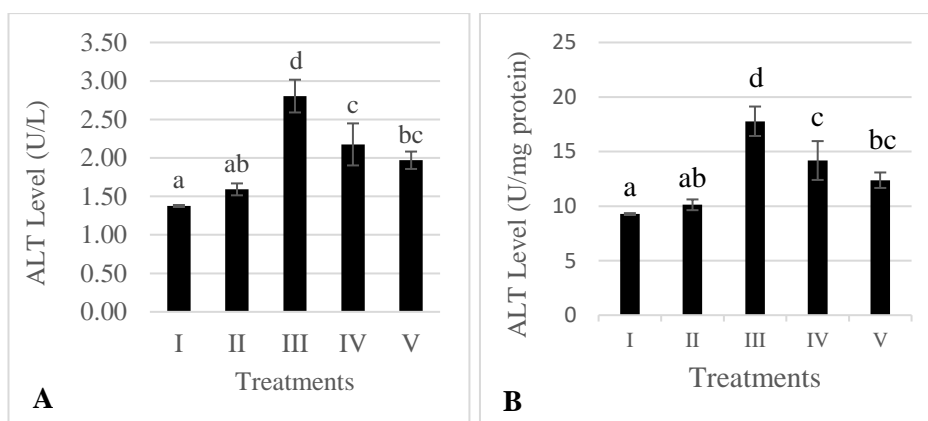 ALT Level (U/L)
3.50
3.00
2.50
2.00
1.50
1.00
0.50
0.00
a
ab
d
c
bc
I II III IV V
Treatments
A
ALT Level (U/mg protein)
25
20
15
10
5
0
a
ab
d
c
bc
I II III IV V
Treatments
B